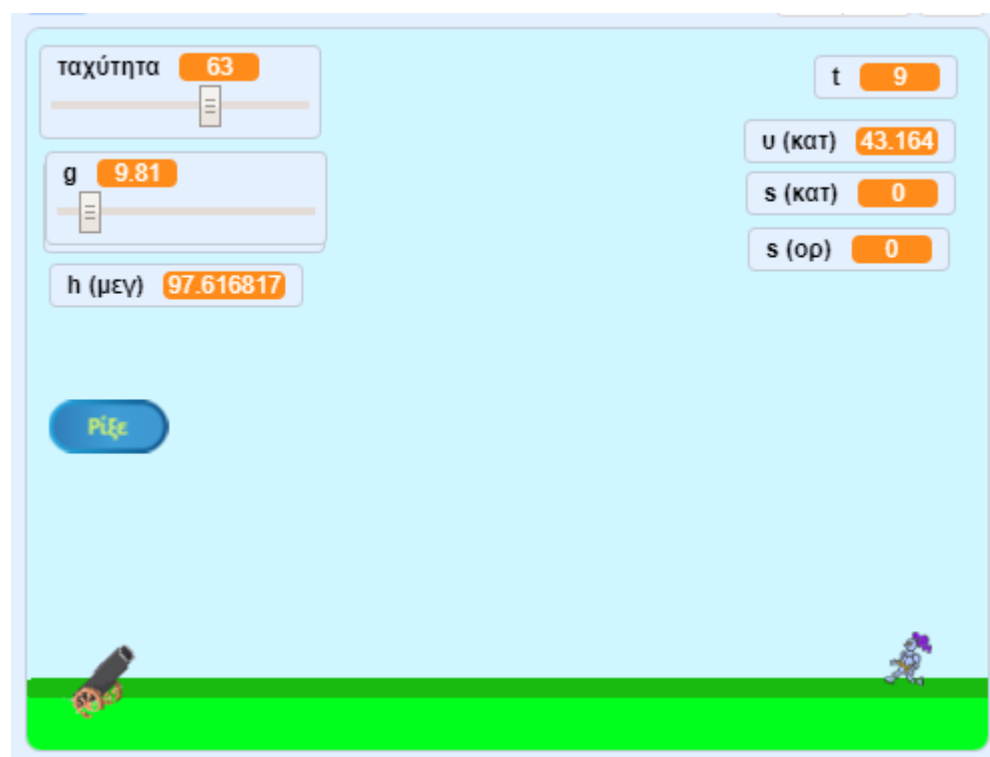 ταχύτητα 63
t 9
g 9.81
υ (κατ) 43.164
s (κατ) 0
s (ορ) 0
h (μεγ) 97.616817
Ρίξε